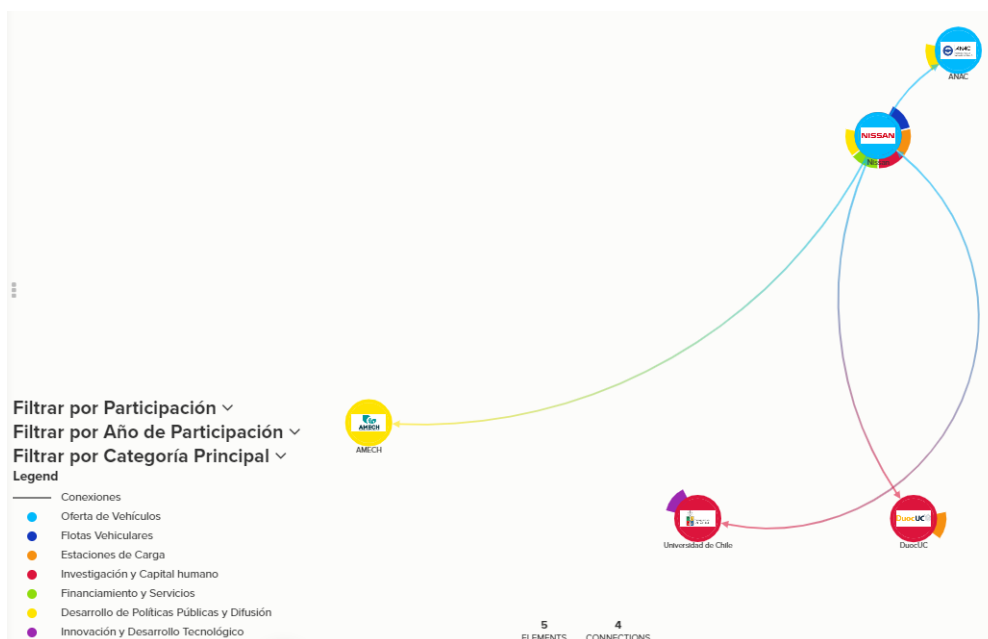 ANAC
ANAC
NISSAN
Nissan
Filtrar por Participación
Filtrar por Año de Participación
Filtrar por Categoría Principal
AMECH
AMECH
Legend
Conexiones
Oferta de Vehículos
Flotas Vehiculares
Estaciones de Carga
Investigación y Capital humano
Financiamiento y Servicios
Desarrollo de Políticas Públicas y Difusión
Innovación y Desarrollo Tecnológico
Universidad de Chile
DuocUC
DuocUC
5
ELEMENTS
4
CONNECTIONS